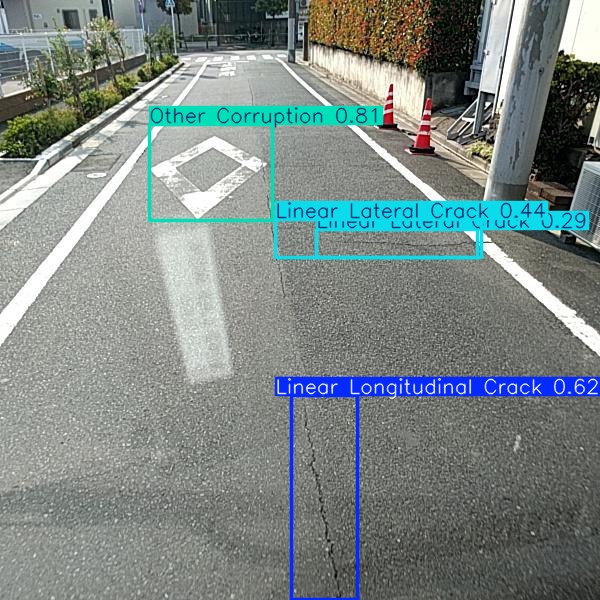 Other Corruption 0.81
Linear Lateral Crack 0.44
Linear Lateral Crack 0.29
Linear Longitudinal Crack 0.62